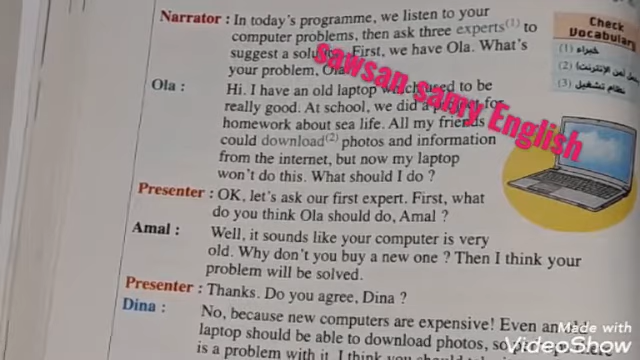 Narrator : In today's programme, we listen to your
computer problems, then ask three experts(1) to
suggest a First, we have Ola. What's
your problem, Ola
Ola : Hi. I have an old laptop which used to be
really good. At school, we did a for
homework about sea life. All my friends
could download(2) photos and information
from the internet, but now my laptop
won't do this. What should I do ?
Presenter : OK, let's ask our first expert. First, what
do you think Ola should do, Amal ?
Amal : Well, it sounds like your computer is very
old. Why don't you buy a new one ? Then I think your
problem will be solved.
Presenter : Thanks. Do you agree, Dina ?
Dina : No, because new computers are expensive! Even an old
laptop should be able to download photos, so
is a problem with it. I think you should
Check
Vocabulary
(1) خبراء
(2) (من الإنترنت)
(3) نظام تشغيل
sawsan samy English
Made with
VideoShow